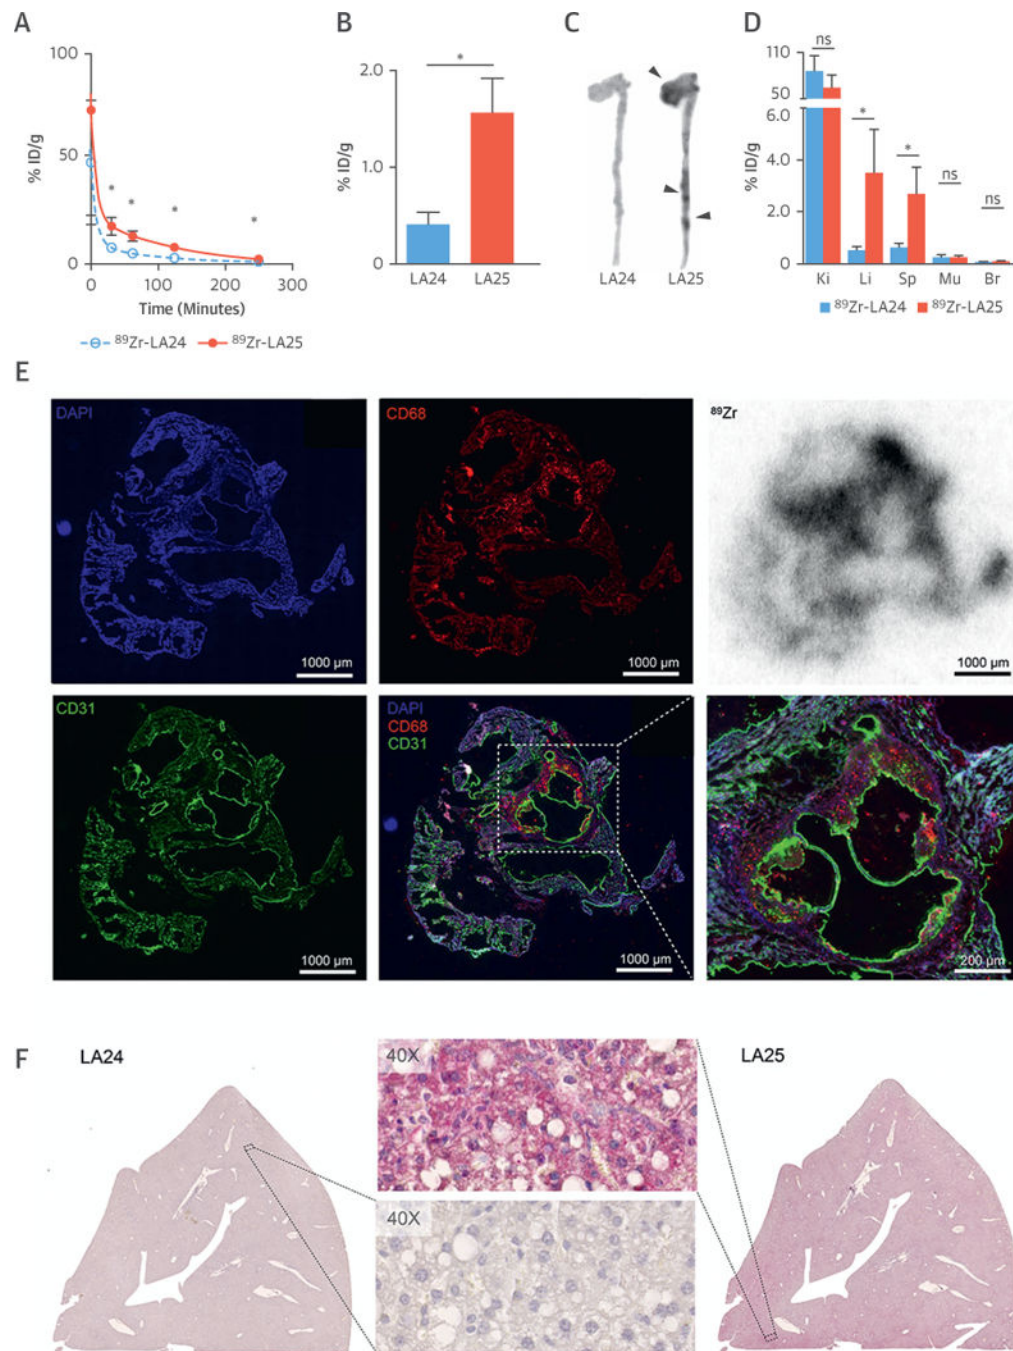 A
100
50
0
% ID/g
*
*
*
*
0
100
200
300
Time (Minutes)
⁸⁹Zr-LA24
⁸⁹Zr-LA25
B
2.0
1.0
0
% ID/g
*
LA24
LA25
C
LA24
LA25
D
110
50
6.0
4.0
2.0
0
% ID/g
ns
*
*
ns
ns
Ki
Li
Sp
Mu
Br
⁸⁹Zr-LA24
⁸⁹Zr-LA25
E
DAPI
1000 µm
CD68
1000 µm
⁸⁹Zr
1000 µm
CD31
1000 µm
DAPI
CD68
CD31
1000 µm
200 µm
F
LA24
40X
40X
LA25